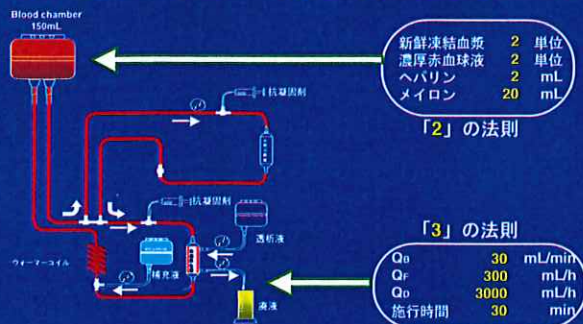 Blood chamber
150mL
新鮮凍結血漿 2 単位
濃厚赤血球液 2 単位
ヘパリン 2 mL
メイロン 20 mL
「2」の法則
抗凝固剤
抗凝固剤
透析液
補充液
ウォーマーコイル
廃液
「3」の法則
QB 30 mL/min
QF 300 mL/h
QD 3000 mL/h
施行時間 30 min